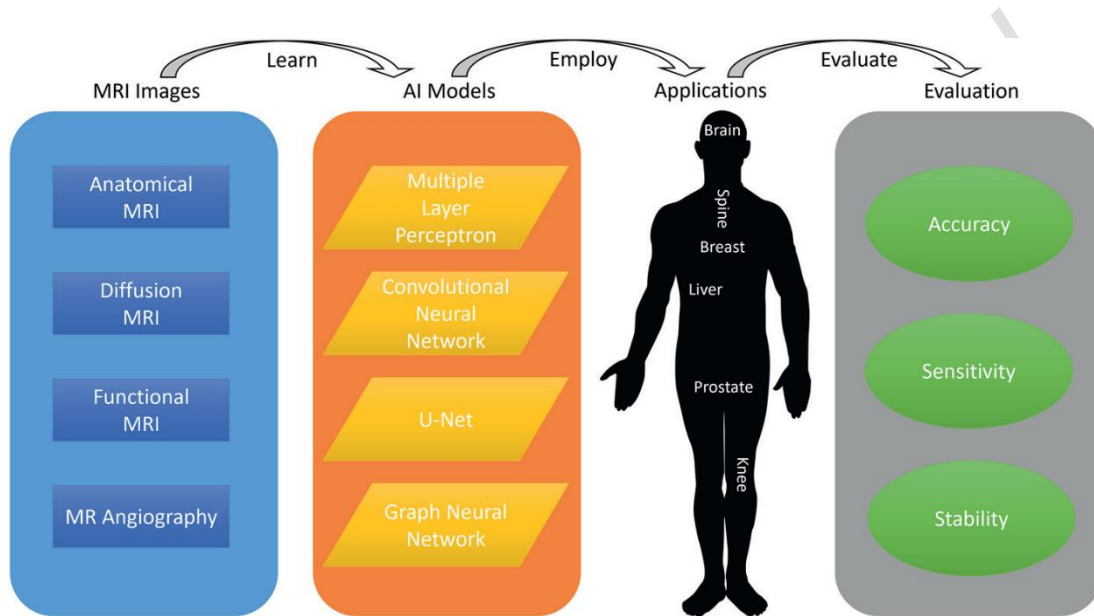 Learn
Employ
Evaluate
MRI Images
AI Models
Applications
Evaluation
Anatomical
MRI
Diffusion
MRI
Functional
MRI
MR Angiography
Multiple
Layer
Perceptron
Convolutional
Neural
Network
U-Net
Graph Neural
Network
Brain
Spine
Breast
Liver
Prostate
Knee
Accuracy
Sensitivity
Stability